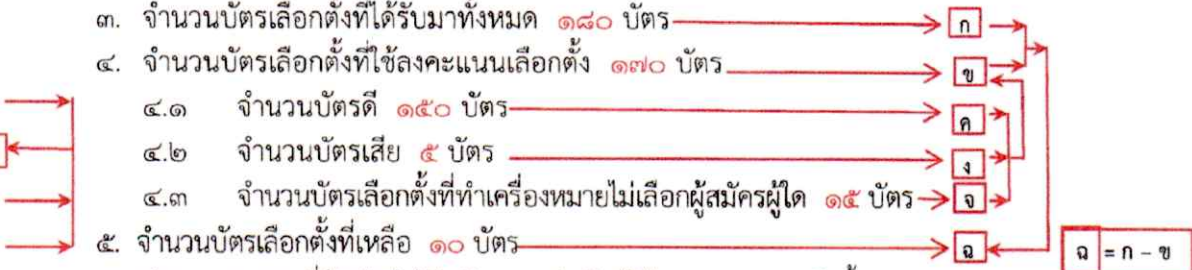 ๓. จำนวนบัตรเลือกตั้งที่ได้รับมาทั้งหมด ๑๘๐ บัตร ก
๔. จำนวนบัตรเลือกตั้งที่ใช้ลงคะแนนเลือกตั้ง ๑๗๐ บัตร ข
๔.๑ จำนวนบัตรดี ๑๕๐ บัตร ค
๔.๒ จำนวนบัตรเสีย ๕ บัตร ง
๔.๓ จำนวนบัตรเลือกตั้งที่ทำเครื่องหมายไม่เลือกผู้สมัครผู้ใด ๑๕ บัตร จ
๕. จำนวนบัตรเลือกตั้งที่เหลือ ๑๐ บัตร ฉ ฉ = ก - ข